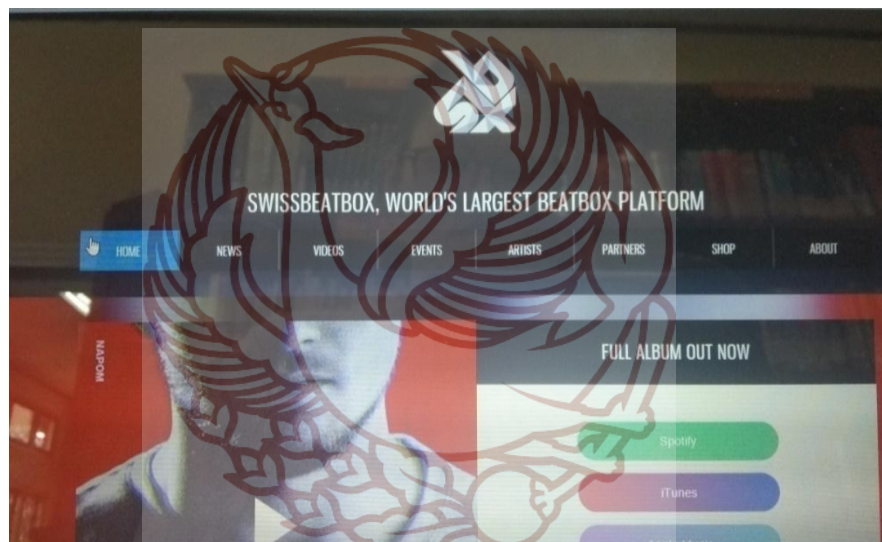 SBX
SWISSBEATBOX, WORLD'S LARGEST BEATBOX PLATFORM
HOME NEWS VIDEOS EVENTS ARTISTS PARTNERS SHOP ABOUT
NAPOM
FULL ALBUM OUT NOW
Spotify
iTunes